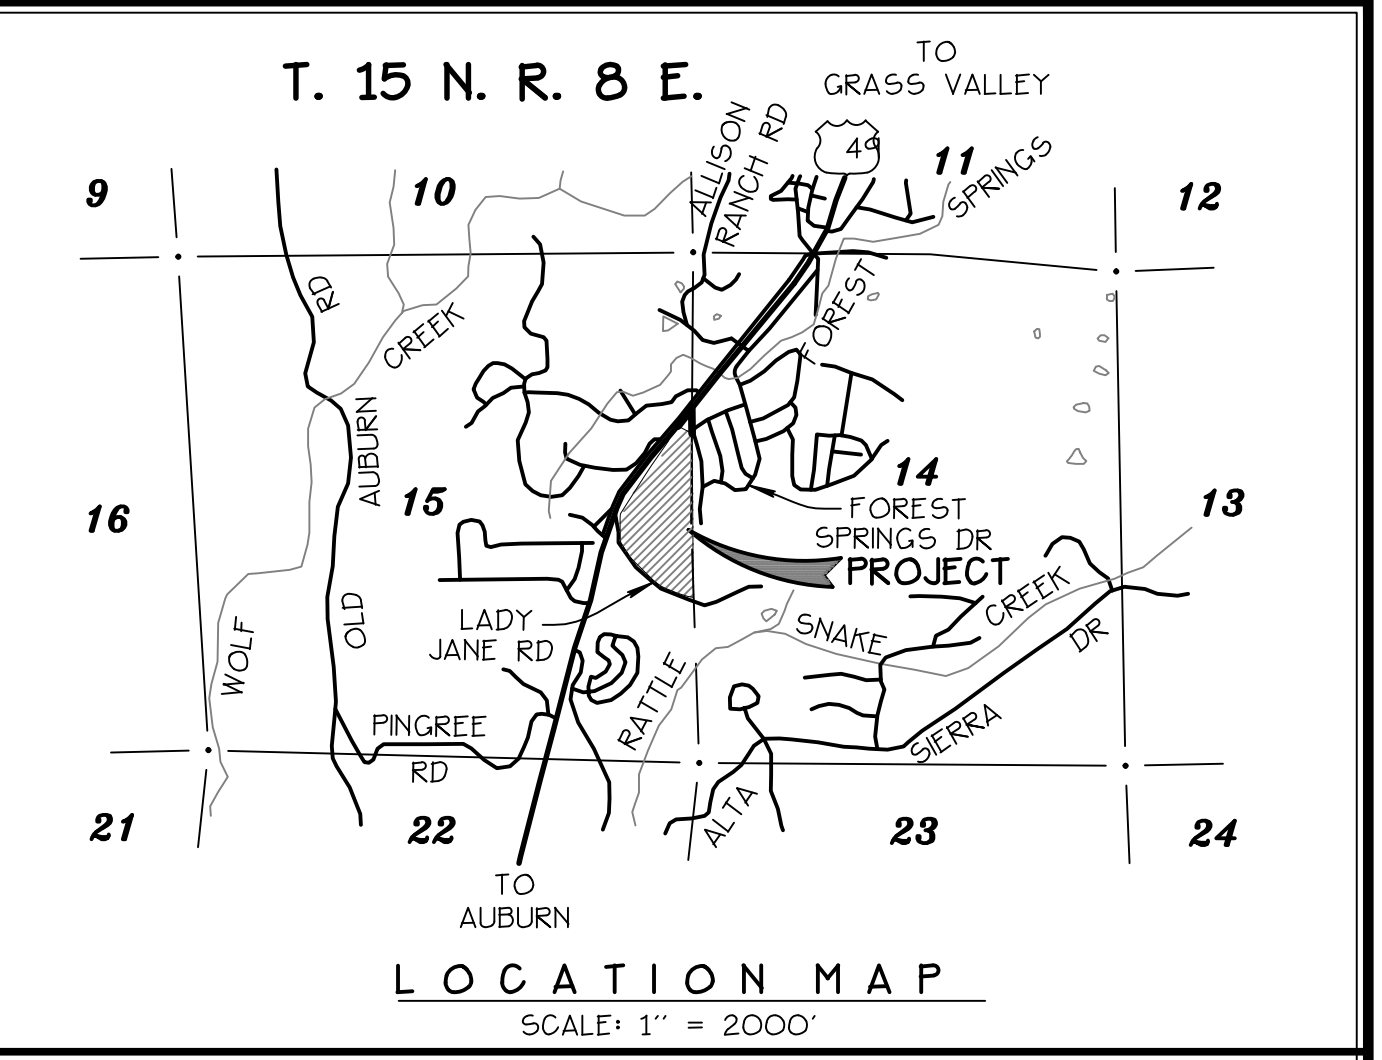 TO
GRASS VALLEY
T. 15 N. R. 8 E.
ALLISON
RANCH RD
49
11
SPRINGS
9
10
12
RD
CREEK
FOREST
AUBURN
16
15
14
13
FOREST
SPRINGS DR
PROJECT
LADY
JANE RD
OLD
WOLF
SNAKE
CREEK
DR
RATTLE
PINGREE
RD
SIERRA
ALTA
21
22
23
24
TO
AUBURN
LOCATION MAP
SCALE: 1'' = 2000'